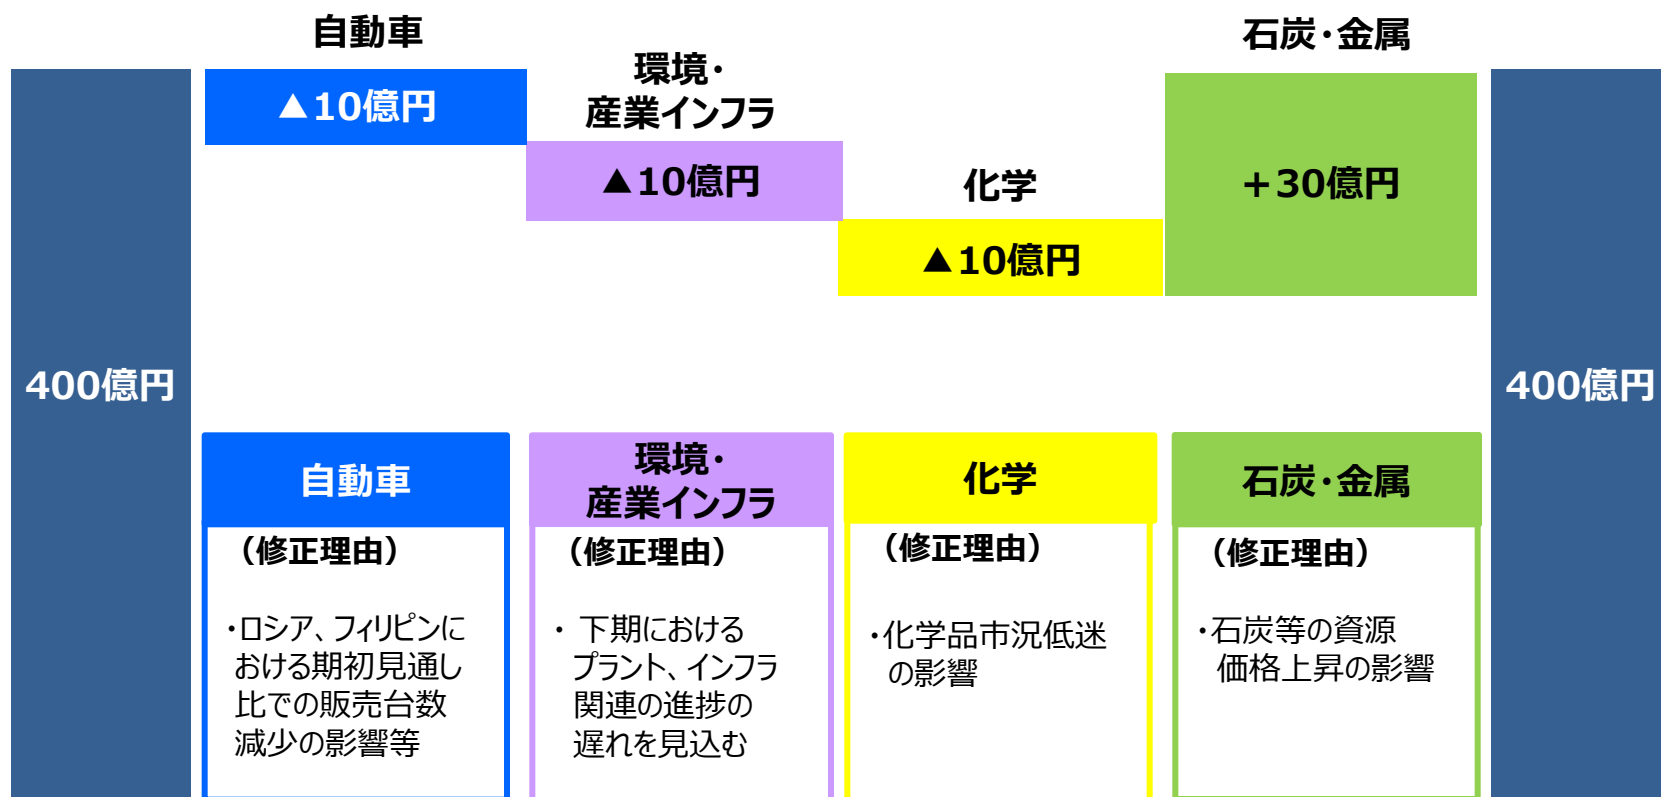 自動車
▲10億円
環境・
産業インフラ
▲10億円
化学
▲10億円
石炭・金属
＋30億円
400億円
400億円
自動車
（修正理由）
・ロシア、フィリピンに
おける期初見通し
比での販売台数
減少の影響等
環境・
産業インフラ
（修正理由）
・ 下期における
プラント、インフラ
関連の進捗の
遅れを見込む
化学
（修正理由）
・化学品市況低迷
の影響
石炭・金属
（修正理由）
・石炭等の資源
価格上昇の影響